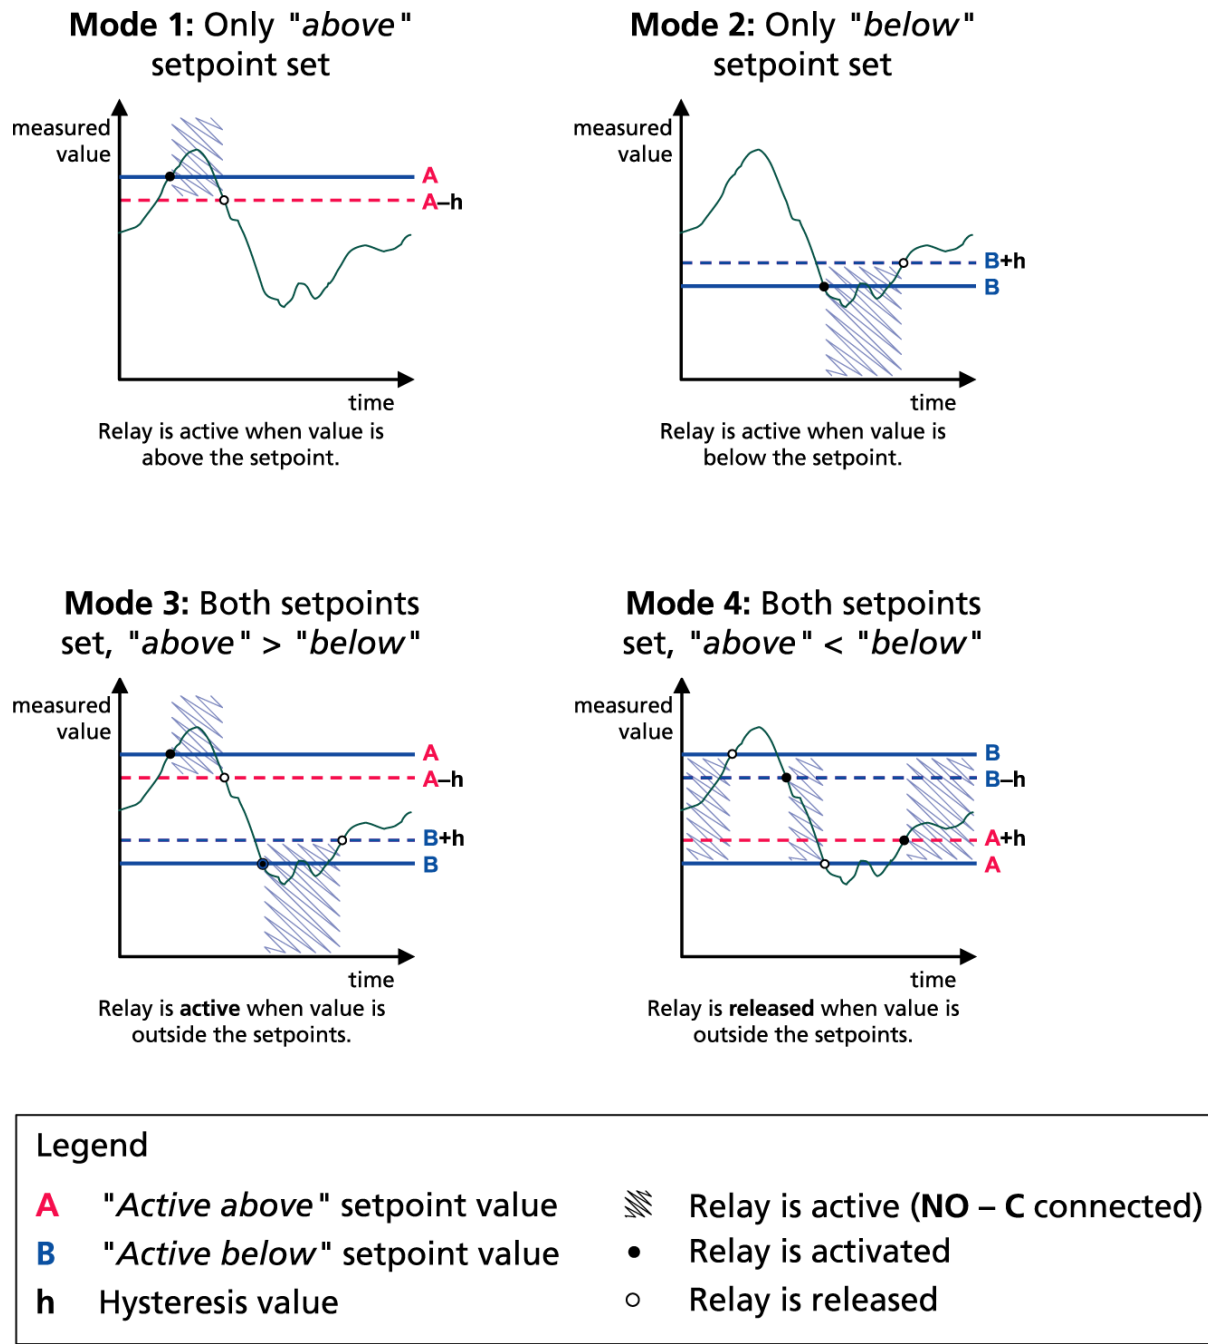 Mode 1: Only "above"
setpoint set
measured
value
A
A–h
time
Relay is active when value is
above the setpoint.
Mode 2: Only "below"
setpoint set
measured
value
B+h
B
time
Relay is active when value is
below the setpoint.
Mode 3: Both setpoints
set, "above" > "below"
measured
value
A
A–h
B+h
B
time
Relay is active when value is
outside the setpoints.
Mode 4: Both setpoints
set, "above" < "below"
measured
value
B
B–h
A+h
A
time
Relay is released when value is
outside the setpoints.
Legend
A "Active above" setpoint value
B "Active below" setpoint value
h Hysteresis value
Relay is active (NO – C connected)
Relay is activated
Relay is released